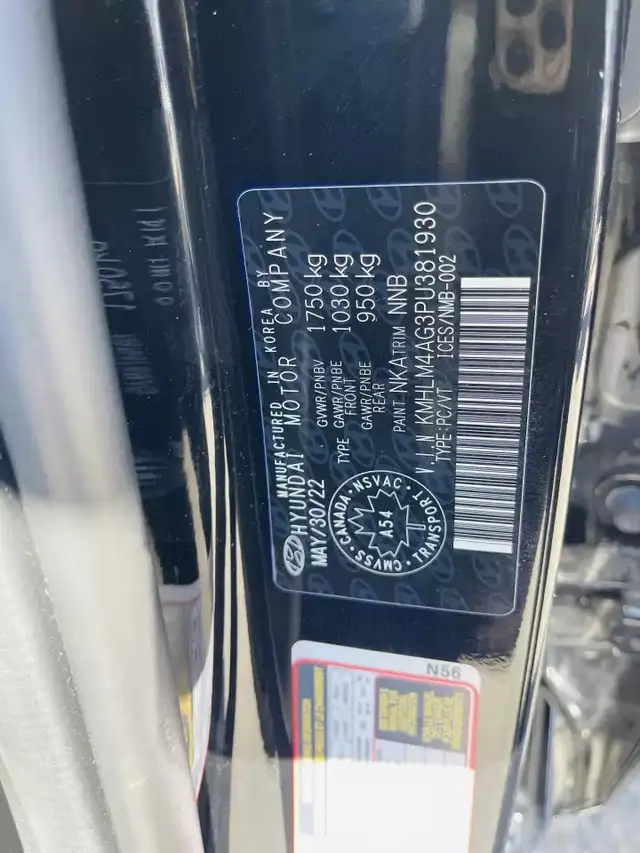 MANUFACTURED IN KOREA BY
HYUNDAI MOTOR COMPANY
MAY/30/22
GVWR/PNBV 1750 kg
TYPE GAWR/PNBE FRONT 1030 kg
GAWR/PNBE REAR 950 kg
PAINT NKA TRIM NNB
V.I.N KMHLM4AG3PU381930
TYPE:PC/VT ICES/NMB-002
CANADA · NSVAC · TRANSPORT · CMVSS
A54
N56